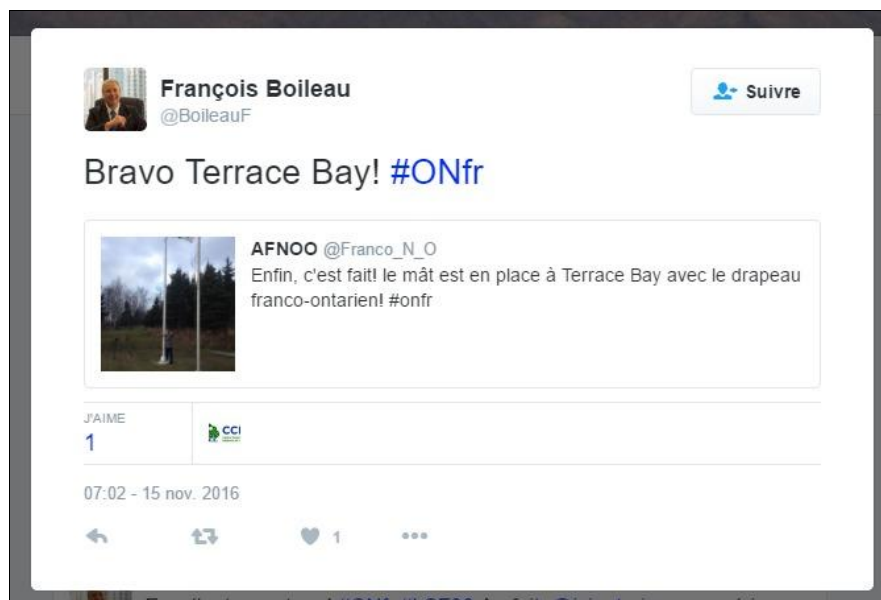 François Boileau
@BoileauF
Suivre
Bravo Terrace Bay! #ONfr
AFNOO @Franco_N_O
Enfin, c'est fait! le mât est en place à Terrace Bay avec le drapeau
franco-ontarien! #onfr
J'AIME
1
CCI
07:02 - 15 nov. 2016
1